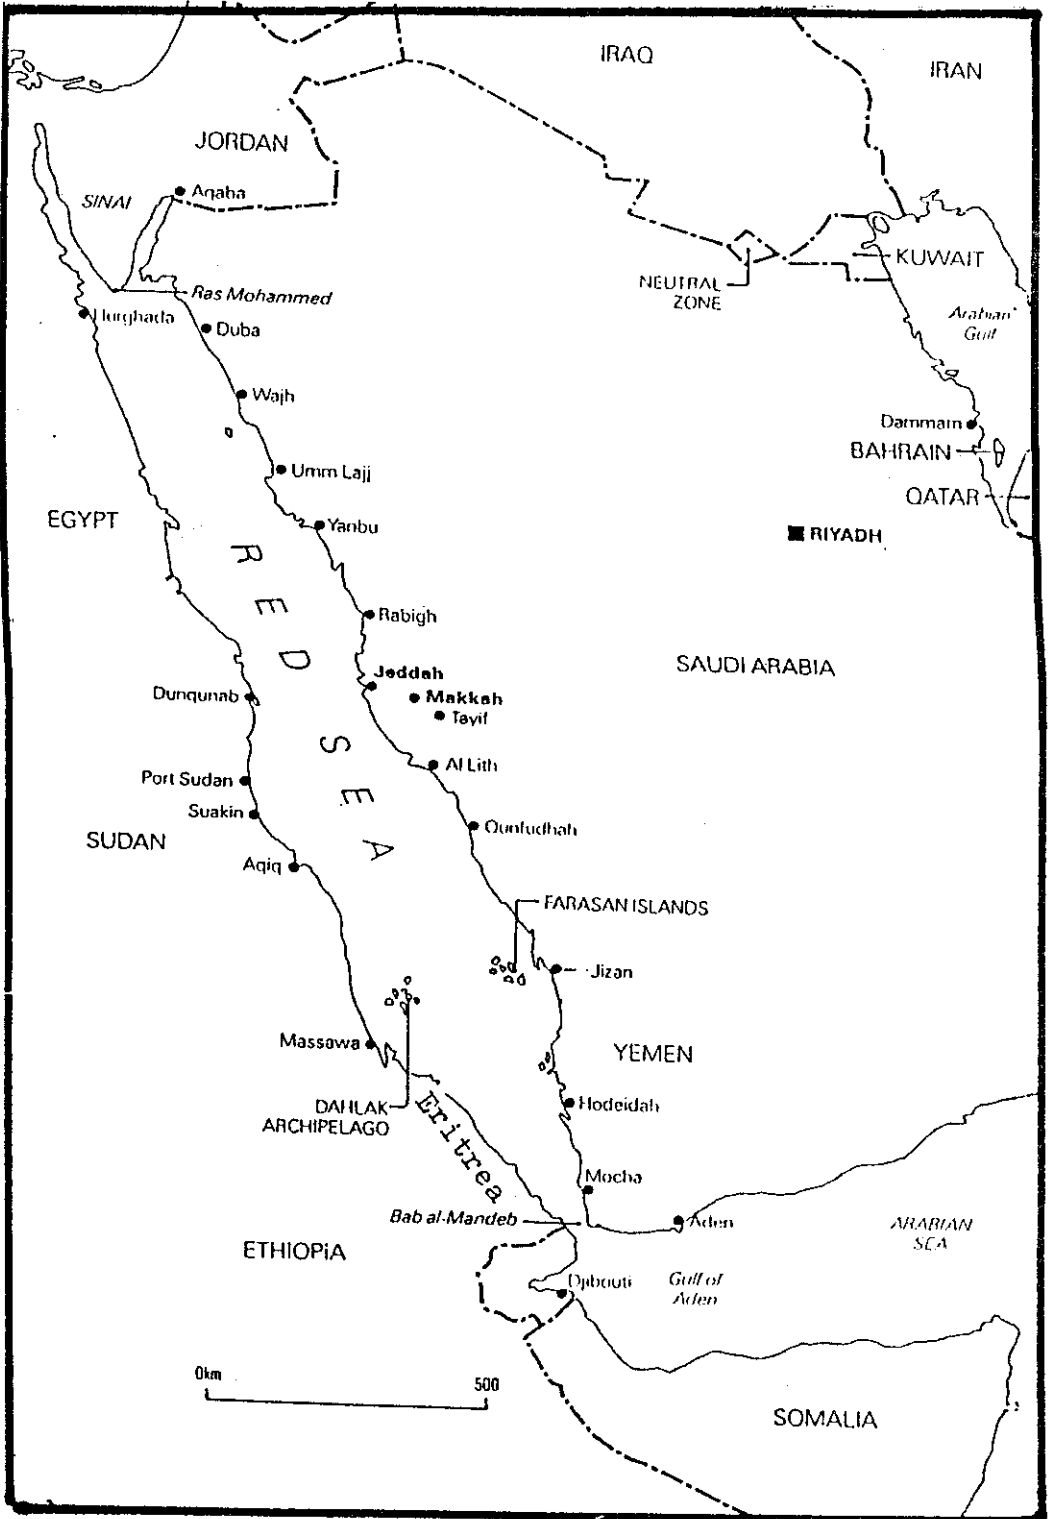 IRAQ
IRAN
JORDAN
Aqaba
SINAI
KUWAIT
NEUTRAL
ZONE
Ras Mohammed
Hurghada
Duba
Arabian
Gulf
Wajh
Dammam
BAHRAIN
Umm Lajj
QATAR
EGYPT
Yanbu
RIYADH
RED SEA
Rabigh
SAUDI ARABIA
Jeddah
Makkah
Tayif
Dunqunab
Al Lith
Port Sudan
Suakin
Qunfudhah
SUDAN
Aqiq
FARASAN ISLANDS
Jizan
Massawa
YEMEN
DAHLAK
ARCHIPELAGO
Hodeidah
Eritrea
Mocha
Bab al-Mandeb
Aden
ARABIAN
SEA
ETHIOPiA
Djibouti
Gulf of
Aden
0km
500
SOMALIA